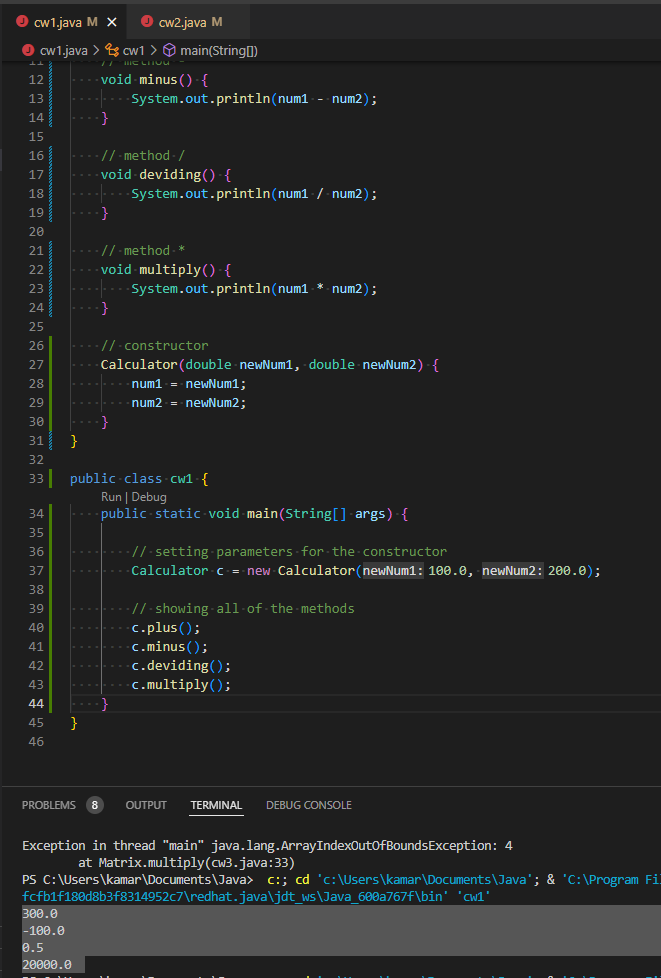 cw1.java M
cw2.java M
cw1.java > cw1 > main(String[])
11 // method -
12 void minus() {
13 System.out.println(num1 - num2);
14 }
15
16 // method /
17 void deviding() {
18 System.out.println(num1 / num2);
19 }
20
21 // method *
22 void multiply() {
23 System.out.println(num1 * num2);
24 }
25
26 // constructor
27 Calculator(double newNum1, double newNum2) {
28 num1 = newNum1;
29 num2 = newNum2;
30 }
31 }
32
33 public class cw1 {
Run | Debug
34 public static void main(String[] args) {
35
36 // setting parameters for the constructor
37 Calculator c = new Calculator(newNum1: 100.0, newNum2: 200.0);
38
39 // showing all of the methods
40 c.plus();
41 c.minus();
42 c.deviding();
43 c.multiply();
44 }
45 }
46
PROBLEMS 8 OUTPUT TERMINAL DEBUG CONSOLE
Exception in thread "main" java.lang.ArrayIndexOutOfBoundsException: 4
at Matrix.multiply(cw3.java:33)
PS C:\Users\kamar\Documents\Java> c:; cd 'c:\Users\kamar\Documents\Java'; & 'C:\Program Fil
fcfb1f180d8b3f8314952c7\redhat.java\jdt_ws\Java_600a767f\bin' 'cw1'
300.0
-100.0
0.5
20000.0